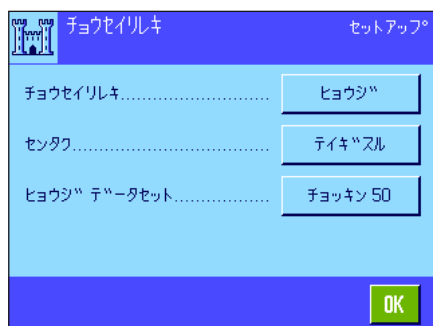 チョウセイリレキ セットアップ
チョウセイリレキ............................ ヒョウジ
センタク.................................... テイギスル
ヒョウジ データセット.................. チョッキン 50
OK